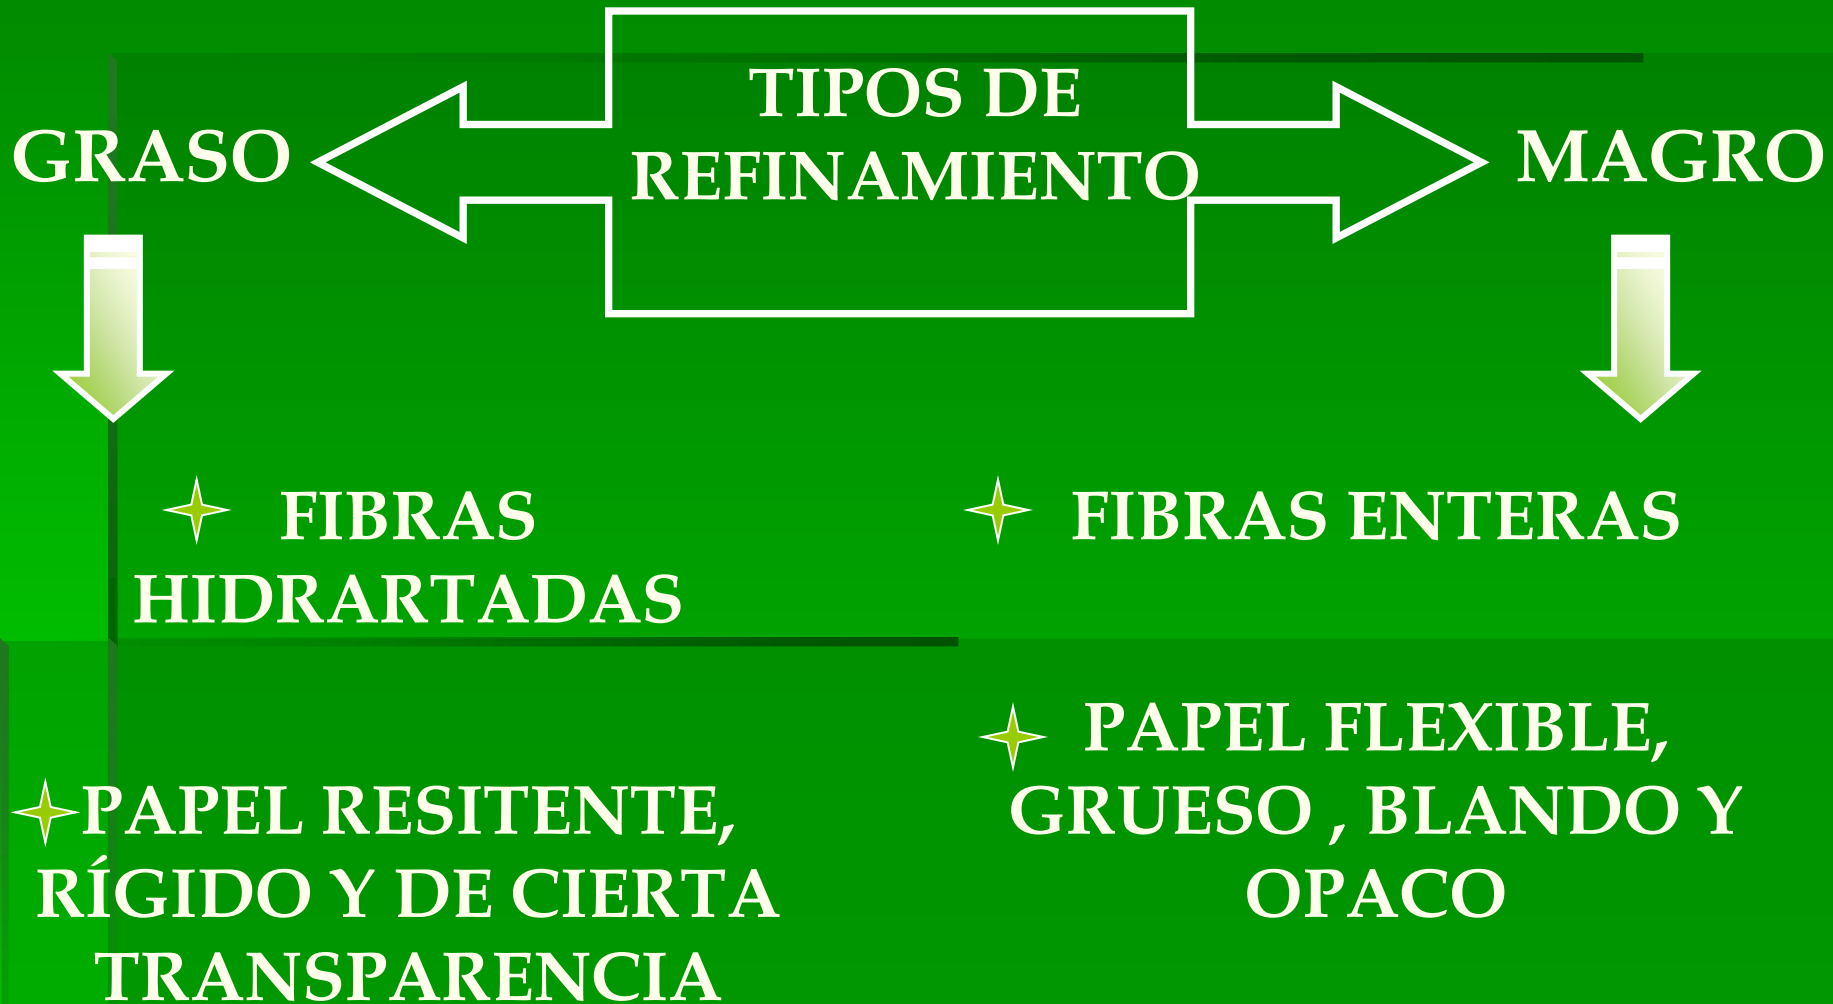 TIPOS DE
REFINAMIENTO
GRASO
MAGRO
FIBRAS
HIDRARTADAS
PAPEL RESITENTE,
RÍGIDO Y DE CIERTA
TRANSPARENCIA
FIBRAS ENTERAS
PAPEL FLEXIBLE,
GRUESO , BLANDO Y
OPACO